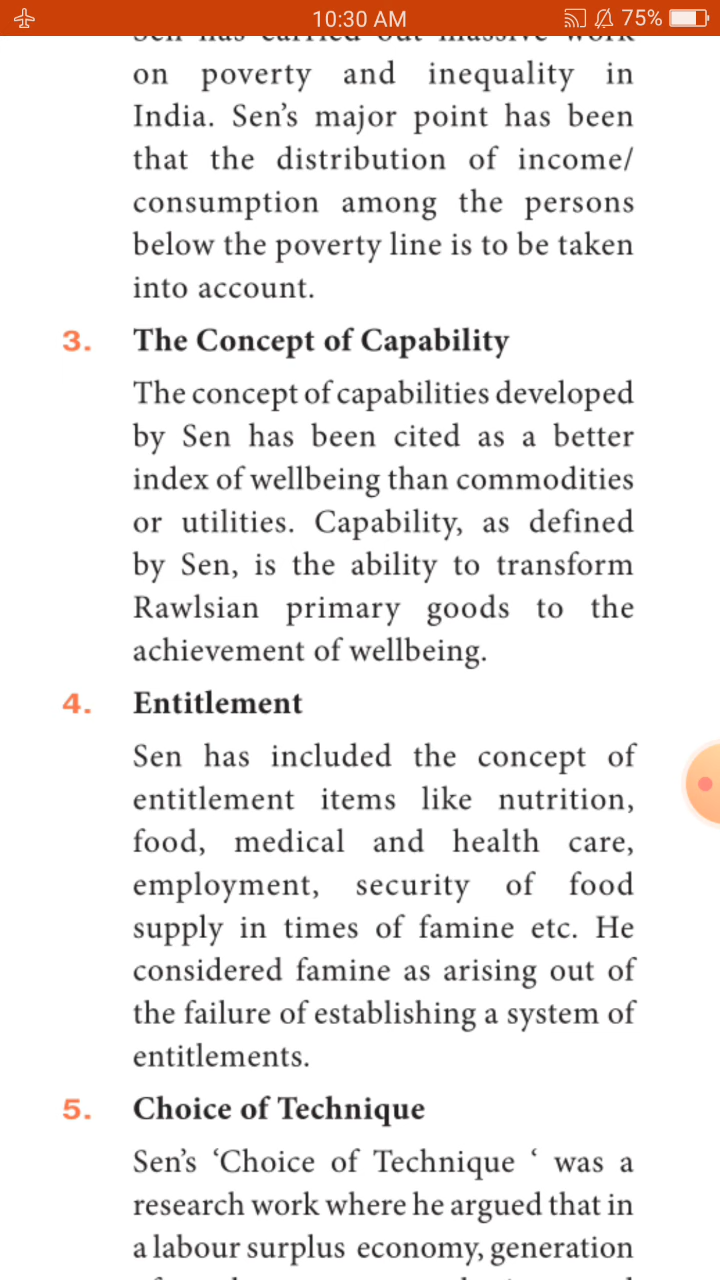 10:30 AM
75%
Sen has carried out massive work
on poverty and inequality in
India. Sen’s major point has been
that the distribution of income/
consumption among the persons
below the poverty line is to be taken
into account.
3. The Concept of Capability
The concept of capabilities developed
by Sen has been cited as a better
index of wellbeing than commodities
or utilities. Capability, as defined
by Sen, is the ability to transform
Rawlsian primary goods to the
achievement of wellbeing.
4. Entitlement
Sen has included the concept of
entitlement items like nutrition,
food, medical and health care,
employment, security of food
supply in times of famine etc. He
considered famine as arising out of
the failure of establishing a system of
entitlements.
5. Choice of Technique
Sen’s ‘Choice of Technique ‘ was a
research work where he argued that in
a labour surplus economy, generation